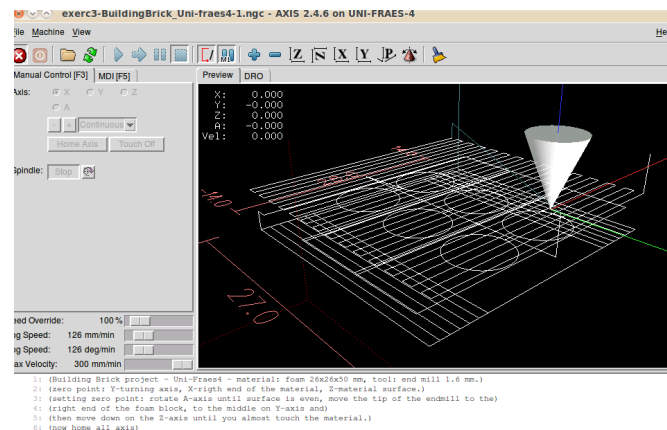 exerc3-BuildingBrick_Uni-fraes4-1.ngc - AXIS 2.4.6 on UNI-FRAES-4
File Machine View He
Z N X Y P
Manual Control [F3] MDI [F5] Preview DRO
Axis: X Y Z
A
- + Continuous
Home Axis Touch Off
Spindle: Stop
X: 0.000
Y: -0.000
Z: 0.000
A: -0.000
Vel: 0.000
27.0
eed Override: 100 %
g Speed: 126 mm/min
g Speed: 126 deg/min
ax Velocity: 300 mm/min
1: (Building Brick project - Uni-Fraes4 - material: foam 26x26x50 mm, tool: end mill 1.6 mm.)
2: (zero point: Y-turning axis, X-rigth end of the material, Z-material surface.)
3: (setting zero point: rotate A-axis until surface is even, move the tip of the endmill to the)
4: (right end of the foam block, to the middle on Y-axis and)
5: (then move down on the Z-axis until you almost touch the material.)
6: (now home all axis)